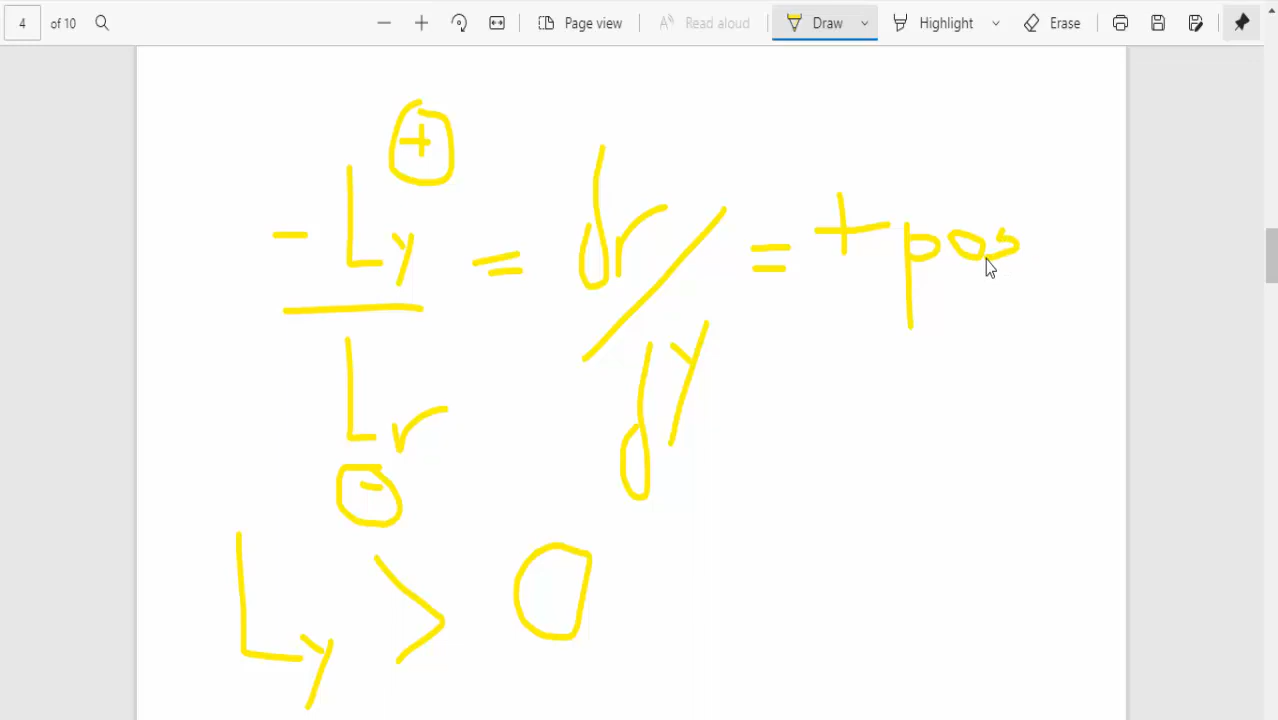 4 of 10 Page view Read aloud Draw Highlight Erase
+
- Ly = dr / dy = + pos
Lr
-
Ly > 0